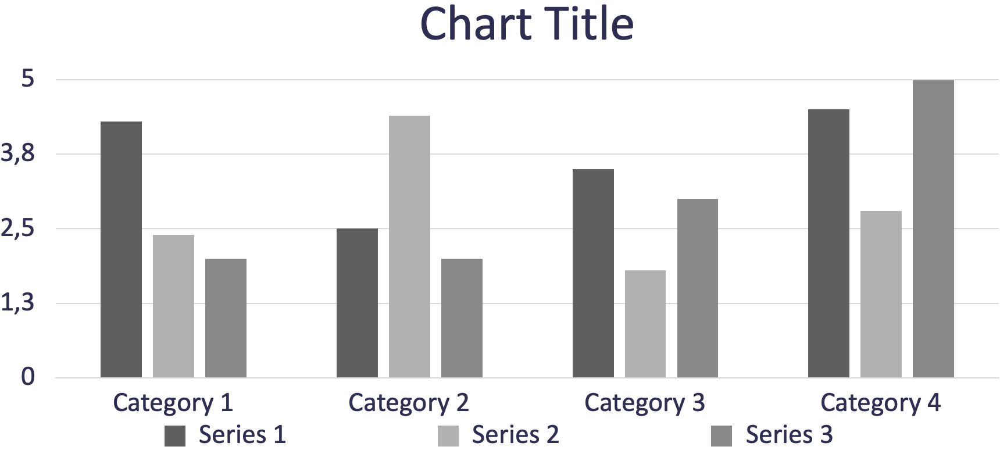 Chart Title
5
3,8
2,5
1,3
0
Category 1 Category 2 Category 3 Category 4
Series 1 Series 2 Series 3